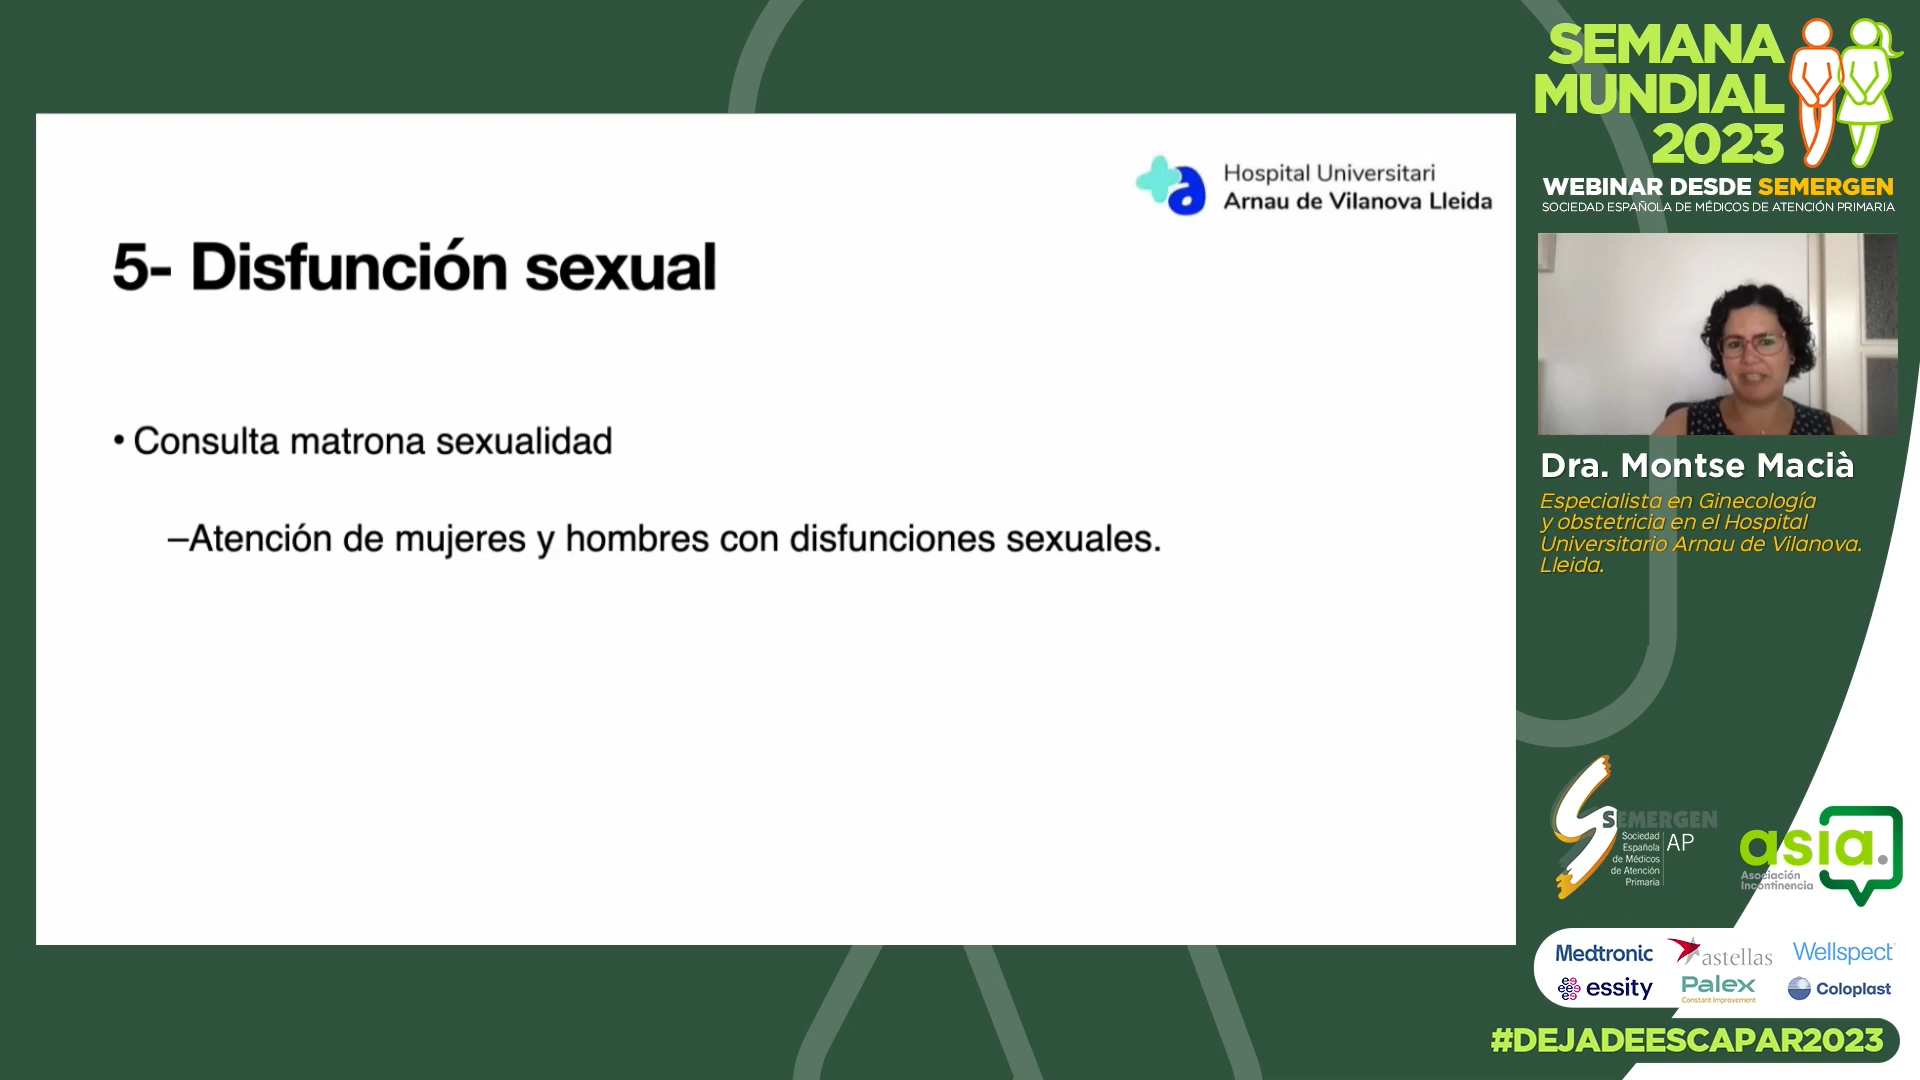 Hospital Universitari
Arnau de Vilanova Lleida
5- Disfunción sexual
• Consulta matrona sexualidad
–Atención de mujeres y hombres con disfunciones sexuales.
SEMANA
MUNDIAL
2023
WEBINAR DESDE SEMERGEN
SOCIEDAD ESPAÑOLA DE MÉDICOS DE ATENCIÓN PRIMARIA
Dra. Montse Macià
Especialista en Ginecología
y obstetricia en el Hospital
Universitario Arnau de Vilanova.
Lleida.
SEMERGEN
Sociedad
Española
de Médicos
de Atención
Primaria
AP
asia.
Asociación
Incontinencia
Medtronic
astellas
Wellspect
essity
Palex
Constant Improvement
Coloplast
#DEJADEESCAPAR2023